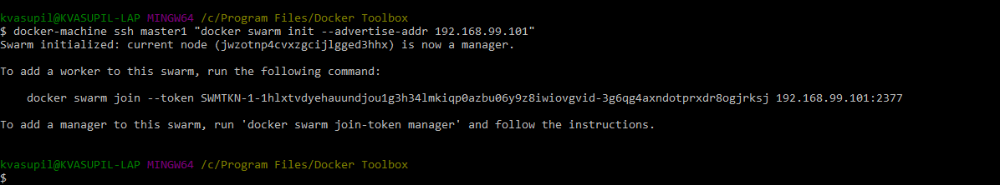 kvasupil@KVASUPIL-LAP MINGW64 /c/Program Files/Docker Toolbox
$ docker-machine ssh master1 "docker swarm init --advertise-addr 192.168.99.101"
Swarm initialized: current node (jwzotnp4cvxzgcijlgged3hhx) is now a manager.
To add a worker to this swarm, run the following command:
docker swarm join --token SWMTKN-1-1hlxtvdyehauundjou1g3h34lmkiqp0azbu06y9z8iwiovgvid-3g6qg4axndotprxdr8ogjrksj 192.168.99.101:2377
To add a manager to this swarm, run 'docker swarm join-token manager' and follow the instructions.
kvasupil@KVASUPIL-LAP MINGW64 /c/Program Files/Docker Toolbox
$